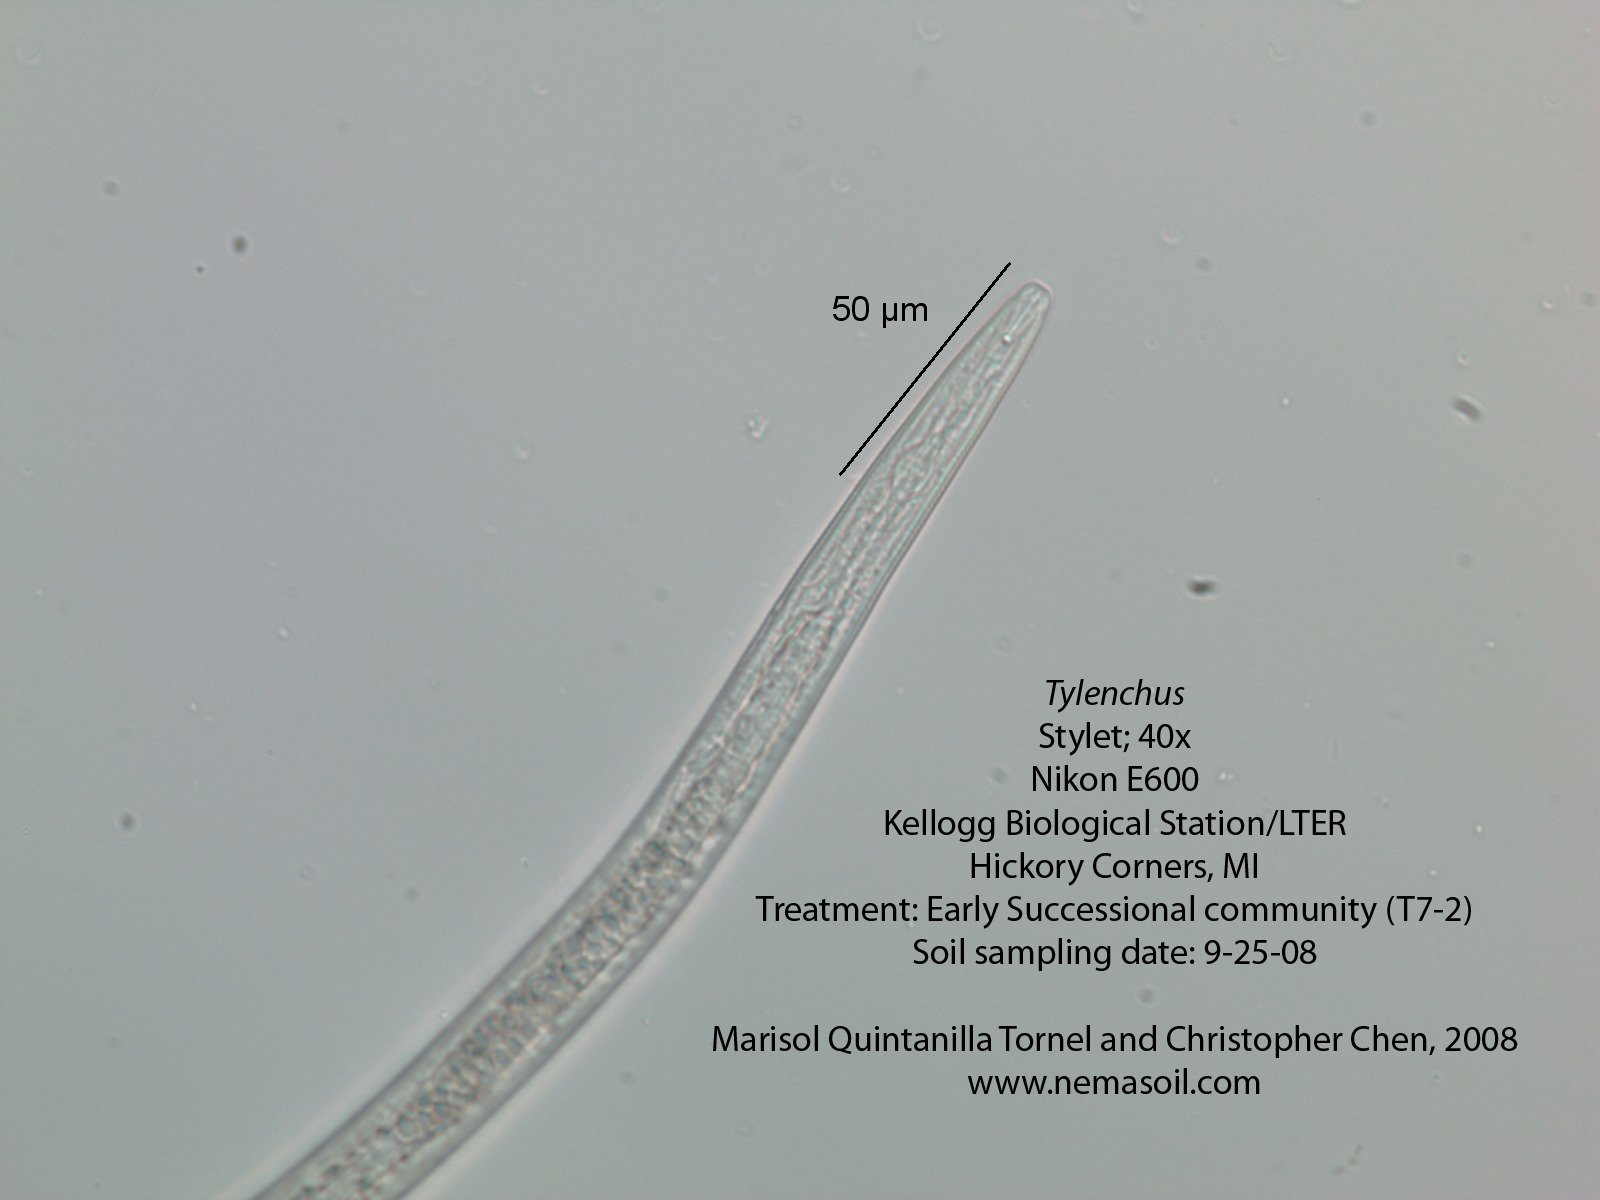 50 µm
Tylenchus
Stylet; 40x
Nikon E600
Kellogg Biological Station/LTER
Hickory Corners, MI
Treatment: Early Successional community (T7-2)
Soil sampling date: 9-25-08
Marisol Quintanilla Tornel and Christopher Chen, 2008
www.nemasoil.com